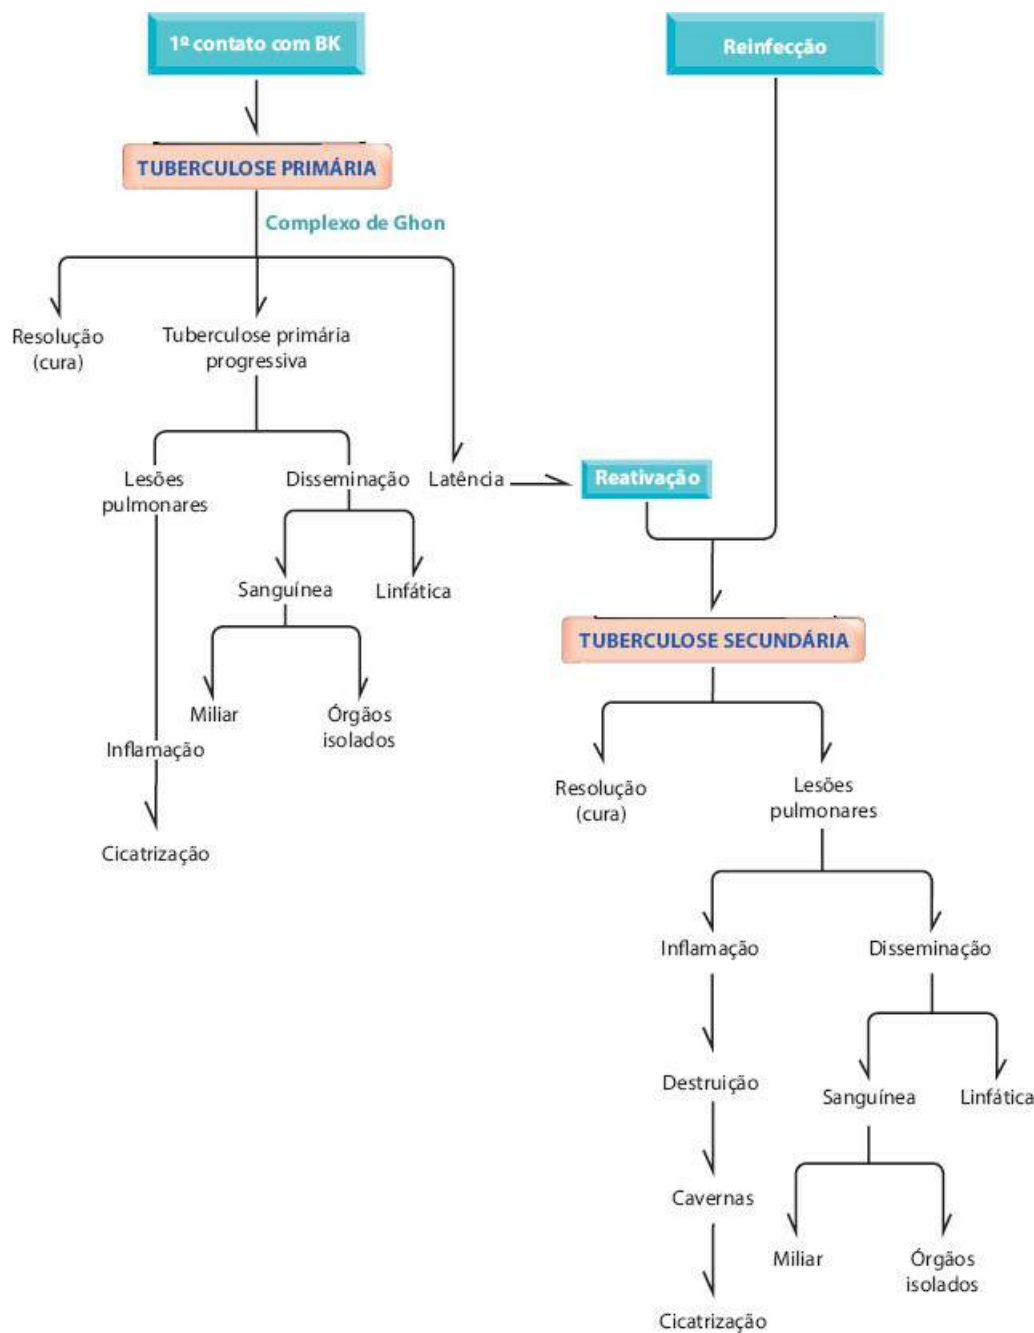 1º contato com BK
Reinfecção
TUBERCULOSE PRIMÁRIA
Complexo de Ghon
Resolução
(cura)
Tuberculose primária
progressiva
Lesões
pulmonares
Disseminação
Latência
Reativação
Sanguínea
Linfática
TUBERCULOSE SECUNDÁRIA
Miliar
Órgãos
isolados
Inflamação
Resolução
(cura)
Lesões
pulmonares
Cicatrização
Inflamação
Disseminação
Destruição
Sanguínea
Linfática
Cavernas
Miliar
Órgãos
isolados
Cicatrização